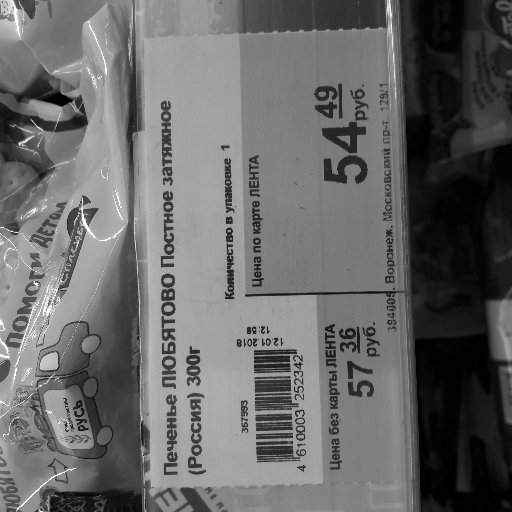 Печенье ЛЮБЯТОВО Постное затяжное
(Россия) 300г
Количество в упаковке 1
Цена по карте ЛЕНТА
54 49
руб.
394005, Воронеж, Московский пр-т, 129/1
367993
12.01.2018
12:58
4 610003 252342
Цена без карты ЛЕНТА
57 36
руб.
ПОМОГИ ДЕТЯМ
РУСЬ